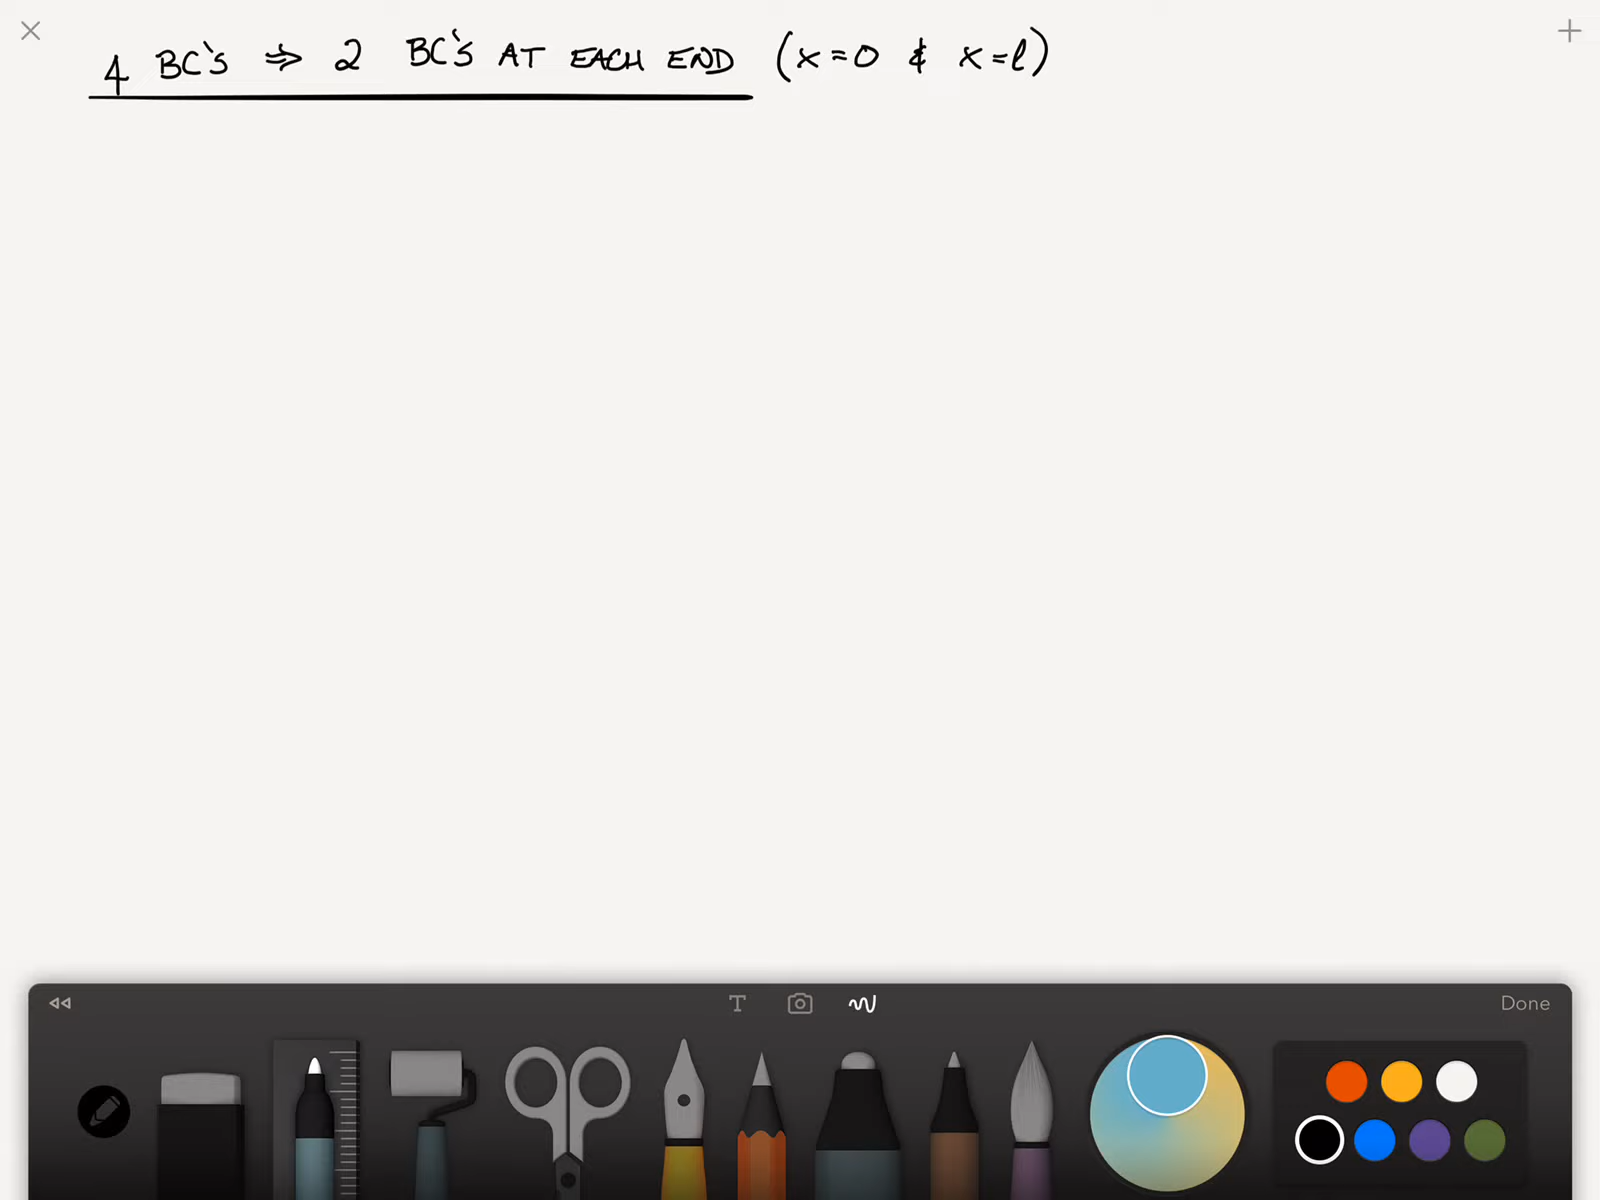 4 BC's ⇒ 2 BC's AT EACH END (x=0 & x=l)
T
Done